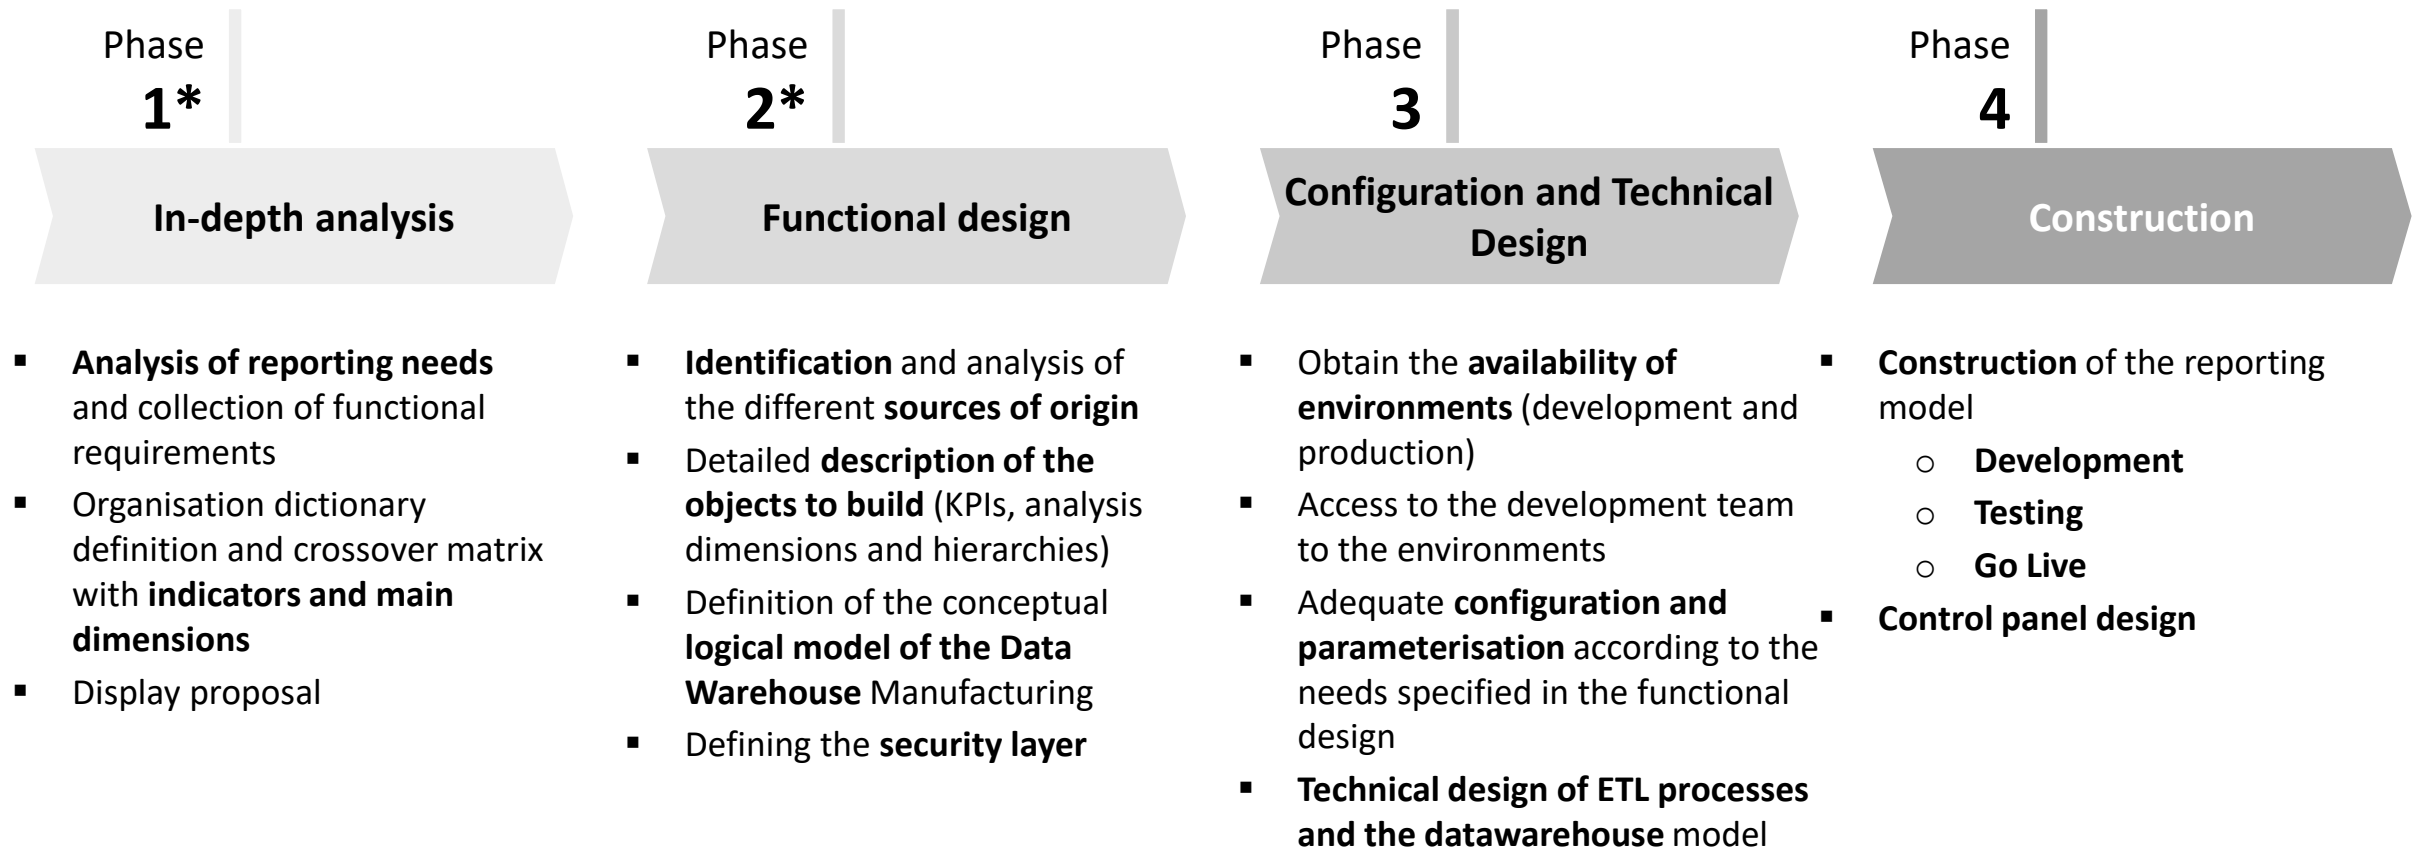 Phase
1*
In-depth analysis
▪ Analysis of reporting needs
and collection of functional
requirements
▪ Organisation dictionary
definition and crossover matrix
with indicators and main
dimensions
▪ Display proposal
Phase
2*
Functional design
▪ Identification and analysis of
the different sources of origin
▪ Detailed description of the
objects to build (KPIs, analysis
dimensions and hierarchies)
▪ Definition of the conceptual
logical model of the Data
Warehouse Manufacturing
▪ Defining the security layer
Phase
3
Configuration and Technical
Design
▪ Obtain the availability of
environments (development and
production)
▪ Access to the development team
to the environments
▪ Adequate configuration and
parameterisation according to the
needs specified in the functional
design
▪ Technical design of ETL processes
and the datawarehouse model
Phase
4
Construction
▪ Construction of the reporting
model
o Development
o Testing
o Go Live
▪ Control panel design